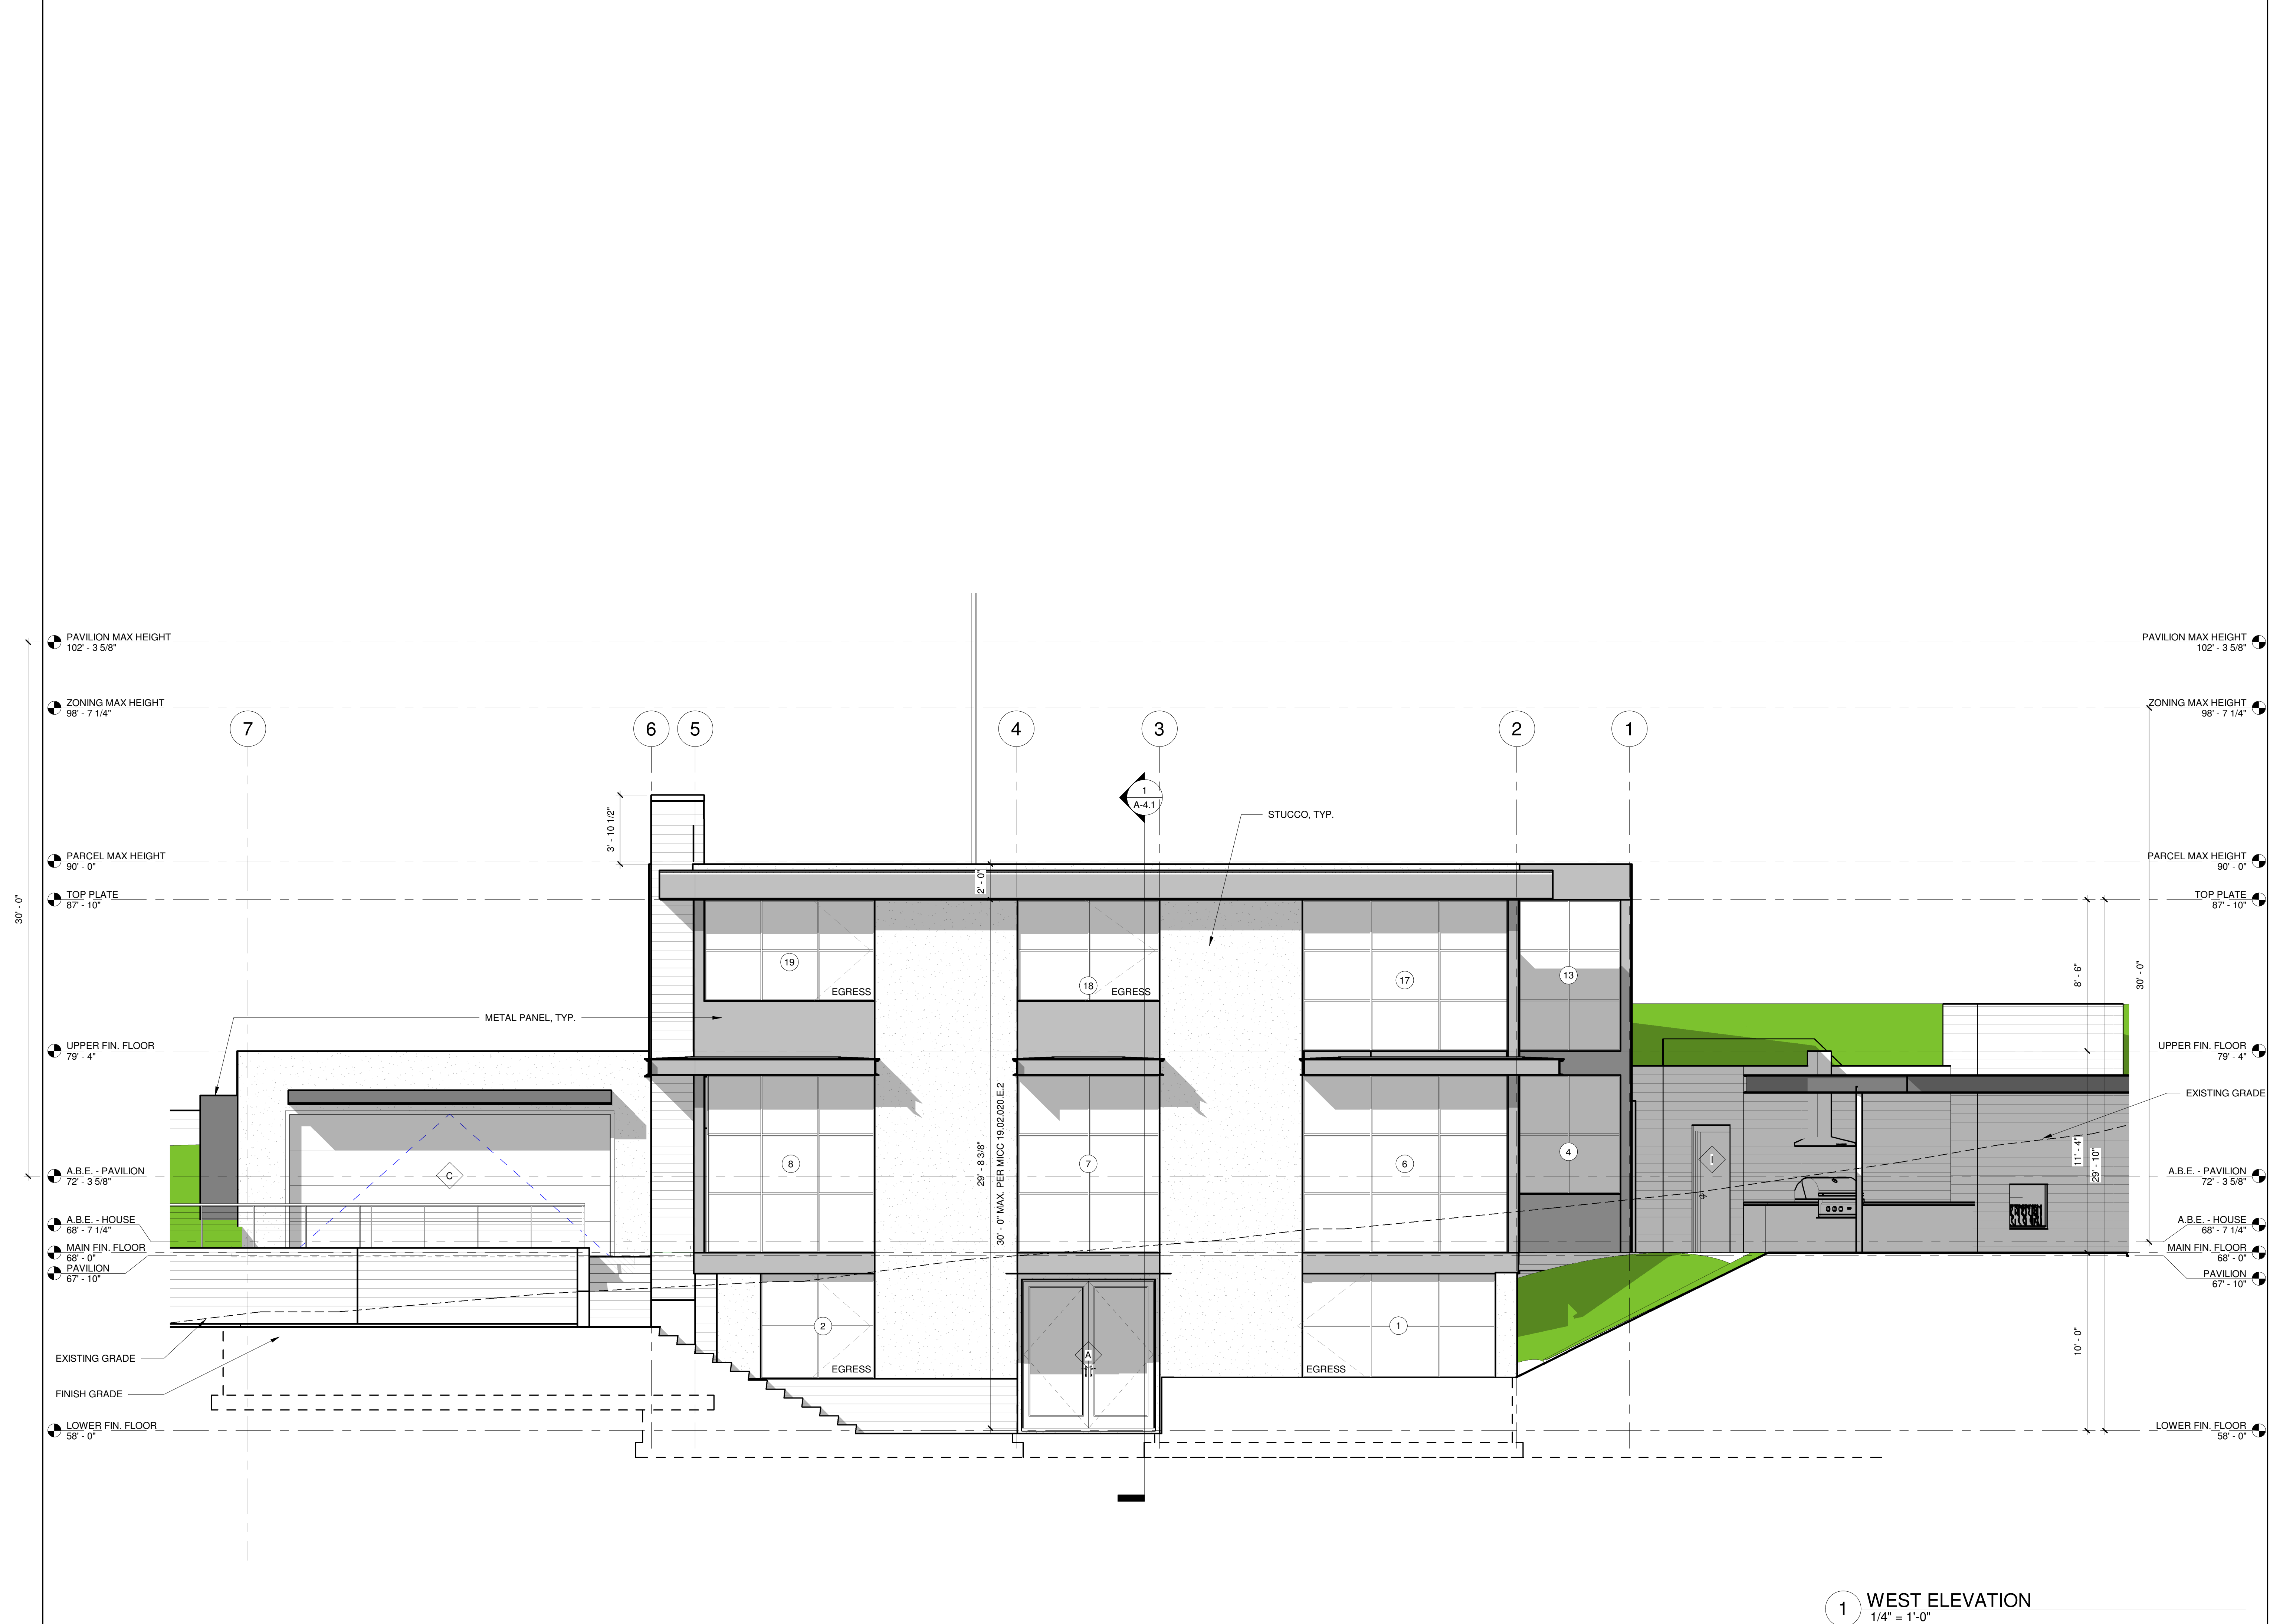 PAVILION MAX HEIGHT
102' - 3 5/8"
PAVILION MAX HEIGHT
102' - 3 5/8"
ZONING MAX HEIGHT
98' - 7 1/4"
ZONING MAX HEIGHT
98' - 7 1/4"
7
6
5
4
3
2
1
1
A-4.1
3' - 10 1/2"
STUCCO, TYP.
PARCEL MAX HEIGHT
90' - 0"
PARCEL MAX HEIGHT
90' - 0"
2' - 0"
TOP PLATE
87' - 10"
TOP PLATE
87' - 10"
30' - 0"
19
EGRESS
18
EGRESS
17
13
8' - 6"
30' - 0"
METAL PANEL, TYP.
UPPER FIN. FLOOR
79' - 4"
UPPER FIN. FLOOR
79' - 4"
EXISTING GRADE
29' - 8 3/8"
30' - 0" MAX. PER MICC 19.02.020.E.2
11' - 4"
29' - 10"
C
8
7
6
4
I
A.B.E. - PAVILION
72' - 3 5/8"
A.B.E. - PAVILION
72' - 3 5/8"
A.B.E. - HOUSE
68' - 7 1/4"
A.B.E. - HOUSE
68' - 7 1/4"
MAIN FIN. FLOOR
68' - 0"
MAIN FIN. FLOOR
68' - 0"
PAVILION
67' - 10"
PAVILION
67' - 10"
2
EGRESS
A
1
EGRESS
10' - 0"
EXISTING GRADE
FINISH GRADE
LOWER FIN. FLOOR
58' - 0"
LOWER FIN. FLOOR
58' - 0"
1
WEST ELEVATION
1/4" = 1'-0"